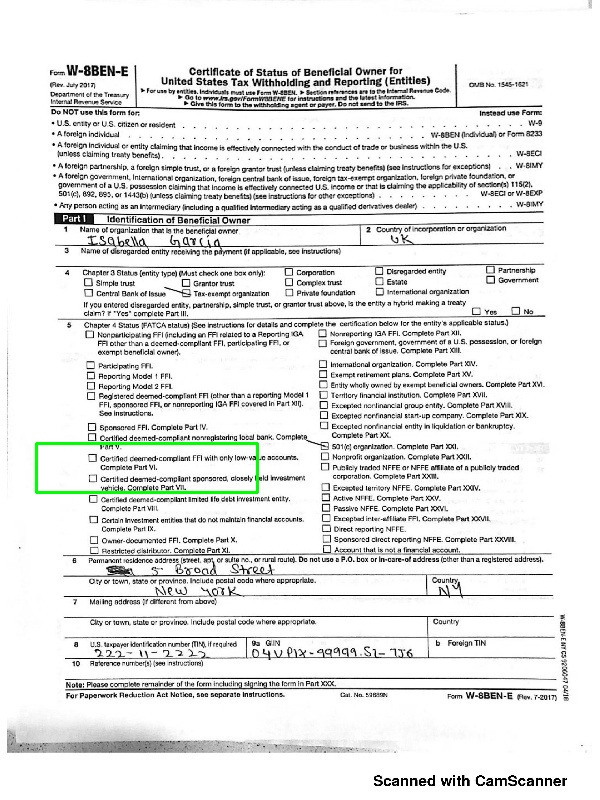 Form W-8BEN-E
(Rev. July 2017)
Department of the Treasury
Internal Revenue Service
Certificate of Status of Beneficial Owner for
United States Tax Withholding and Reporting (Entities)
▶ For use by entities. Individuals must use Form W-8BEN. ▶ Section references are to the Internal Revenue Code.
▶ Go to www.irs.gov/FormW8BENE for instructions and the latest information.
▶ Give this form to the withholding agent or payer. Do not send to the IRS.
OMB No. 1545-1621
Do NOT use this form for: Instead use Form:
• U.S. entity or U.S. citizen or resident W-9
• A foreign individual W-8BEN (Individual) or Form 8233
• A foreign individual or entity claiming that income is effectively connected with the conduct of trade or business within the U.S.
(unless claiming treaty benefits) W-8ECI
• A foreign partnership, a foreign simple trust, or a foreign grantor trust (unless claiming treaty benefits) (see instructions for exceptions) W-8IMY
• A foreign government, international organization, foreign central bank of issue, foreign tax-exempt organization, foreign private foundation, or
government of a U.S. possession claiming that income is effectively connected U.S. income or that is claiming the applicability of section(s) 115(2),
501(c), 892, 895, or 1443(b) (unless claiming treaty benefits) (see instructions for other exceptions) W-8ECI or W-8EXP
• Any person acting as an intermediary (including a qualified intermediary acting as a qualified derivatives dealer) W-8IMY
Part I Identification of Beneficial Owner
1 Name of organization that is the beneficial owner
Isabella Garcia
2 Country of incorporation or organization
UK
3 Name of disregarded entity receiving the payment (if applicable, see instructions)
4 Chapter 3 Status (entity type) (Must check one box only): Corporation Disregarded entity Partnership
Simple trust Grantor trust Complex trust Estate Government
Central Bank of Issue Tax-exempt organization Private foundation International organization
If you entered disregarded entity, partnership, simple trust, or grantor trust above, is the entity a hybrid making a treaty
claim? If "Yes" complete Part III. Yes No
5 Chapter 4 Status (FATCA status) (See instructions for details and complete the certification below for the entity's applicable status.)
Nonparticipating FFI (including an FFI related to a Reporting IGA
FFI other than a deemed-compliant FFI, participating FFI, or
exempt beneficial owner).
Participating FFI.
Reporting Model 1 FFI.
Reporting Model 2 FFI.
Registered deemed-compliant FFI (other than a reporting Model 1
FFI, sponsored FFI, or nonreporting IGA FFI covered in Part XII).
See instructions.
Sponsored FFI. Complete Part IV.
Certified deemed-compliant nonregistering local bank. Complete
Part V.
Certified deemed-compliant FFI with only low-value accounts.
Complete Part VI.
Certified deemed-compliant sponsored, closely held investment
vehicle. Complete Part VII.
Certified deemed-compliant limited life debt investment entity.
Complete Part VIII.
Certain investment entities that do not maintain financial accounts.
Complete Part IX.
Owner-documented FFI. Complete Part X.
Restricted distributor. Complete Part XI.
Nonreporting IGA FFI. Complete Part XII.
Foreign government, government of a U.S. possession, or foreign
central bank of issue. Complete Part XIII.
International organization. Complete Part XIV.
Exempt retirement plans. Complete Part XV.
Entity wholly owned by exempt beneficial owners. Complete Part XVI.
Territory financial institution. Complete Part XVII.
Excepted nonfinancial group entity. Complete Part XVIII.
Excepted nonfinancial start-up company. Complete Part XIX.
Excepted nonfinancial entity in liquidation or bankruptcy.
Complete Part XX.
501(c) organization. Complete Part XXI.
Nonprofit organization. Complete Part XXII.
Publicly traded NFFE or NFFE affiliate of a publicly traded
corporation. Complete Part XXIII.
Excepted territory NFFE. Complete Part XXIV.
Active NFFE. Complete Part XXV.
Passive NFFE. Complete Part XXVI.
Excepted inter-affiliate FFI. Complete Part XXVII.
Direct reporting NFFE.
Sponsored direct reporting NFFE. Complete Part XXVIII.
Account that is not a financial account.
6 Permanent residence address (street, apt. or suite no., or rural route). Do not use a P.O. box or in-care-of address (other than a registered address).
5 Broad Street
City or town, state or province. Include postal code where appropriate. Country
New York NY
7 Mailing address (if different from above)
City or town, state or province. Include postal code where appropriate. Country
8 U.S. taxpayer identification number (TIN), if required
222-11-2222
9a GIIN
04VPIX-99999.SI-7J6
b Foreign TIN
10 Reference number(s) (see instructions)
Note: Please complete remainder of the form including signing the form in Part XXX.
For Paperwork Reduction Act Notice, see separate instructions. Cat. No. 59689N Form W-8BEN-E (Rev. 7-2017)
Scanned with CamScanner